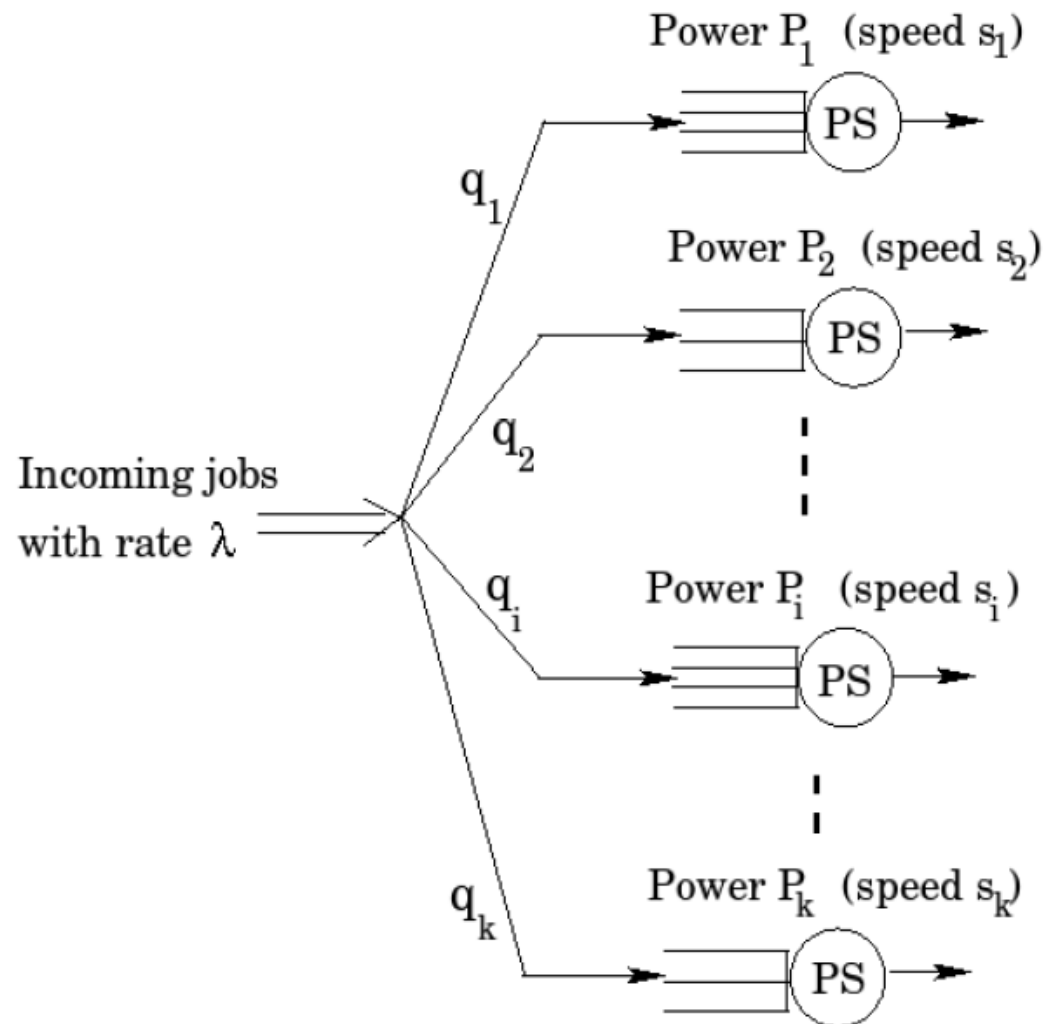 Power P₁ (speed s₁)
PS
q₁
Power P₂ (speed s₂)
PS
q₂
Incoming jobs
with rate λ
Power Pᵢ (speed sᵢ)
qᵢ
PS
Power Pₖ (speed sₖ)
qₖ
PS